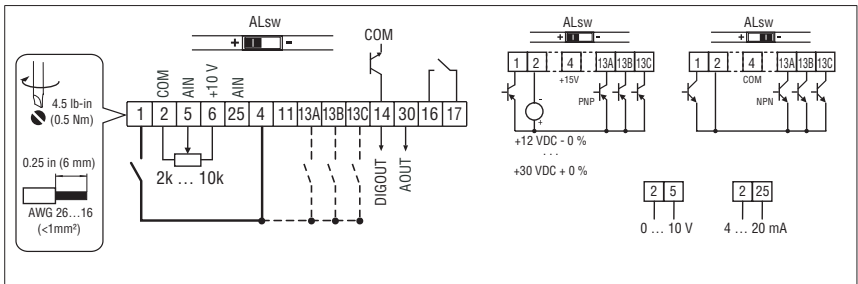 ALsw
+ -
COM
4.5 lb-in
(0.5 Nm)
0.25 in (6 mm)
AWG 26…16
(<1mm²)
COM
AIN
+10 V
AIN
1 2 5 6 25 4 11 13A 13B 13C 14 30 16 17
2k … 10k
DIGOUT
AOUT
ALsw
+ -
1 2 4 13A 13B 13C
+15V
PNP
-
+
+12 VDC - 0 %
...
+30 VDC + 0 %
ALsw
+ -
1 2 4 13A 13B 13C
COM
NPN
2 5
0 … 10 V
2 25
4 … 20 mA